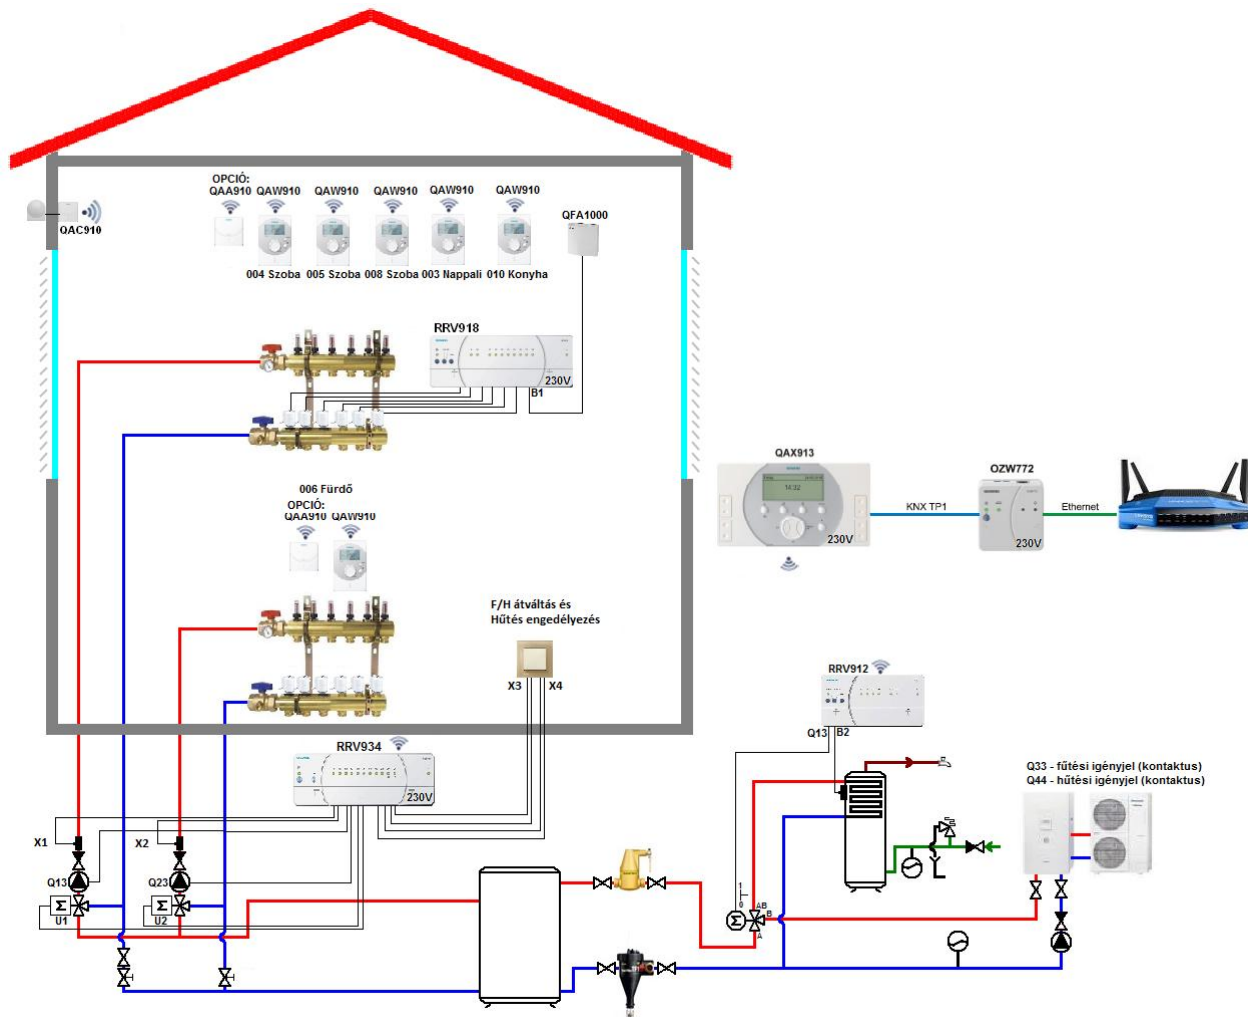 OPCIÓ:
QAA910
QAW910
QAW910
QAW910
QAW910
QAW910
QFA1000
QAC910
004 Szoba
005 Szoba
008 Szoba
003 Nappali
010 Konyha
RRV918
230V
B1
QAX913
14:32
230V
KNX TP1
OZW772
230V
Ethernet
006 Fürdő
OPCIÓ:
QAA910
QAW910
F/H átváltás és
Hűtés engedélyezés
X3
X4
RRV912
Q13
B2
RRV934
230V
Q33 - fűtési igényjel (kontaktus)
Q44 - hűtési igényjel (kontaktus)
X1
X2
Q13
Q23
Σ
U1
Σ
U2
1
0
Σ
AB
B
A